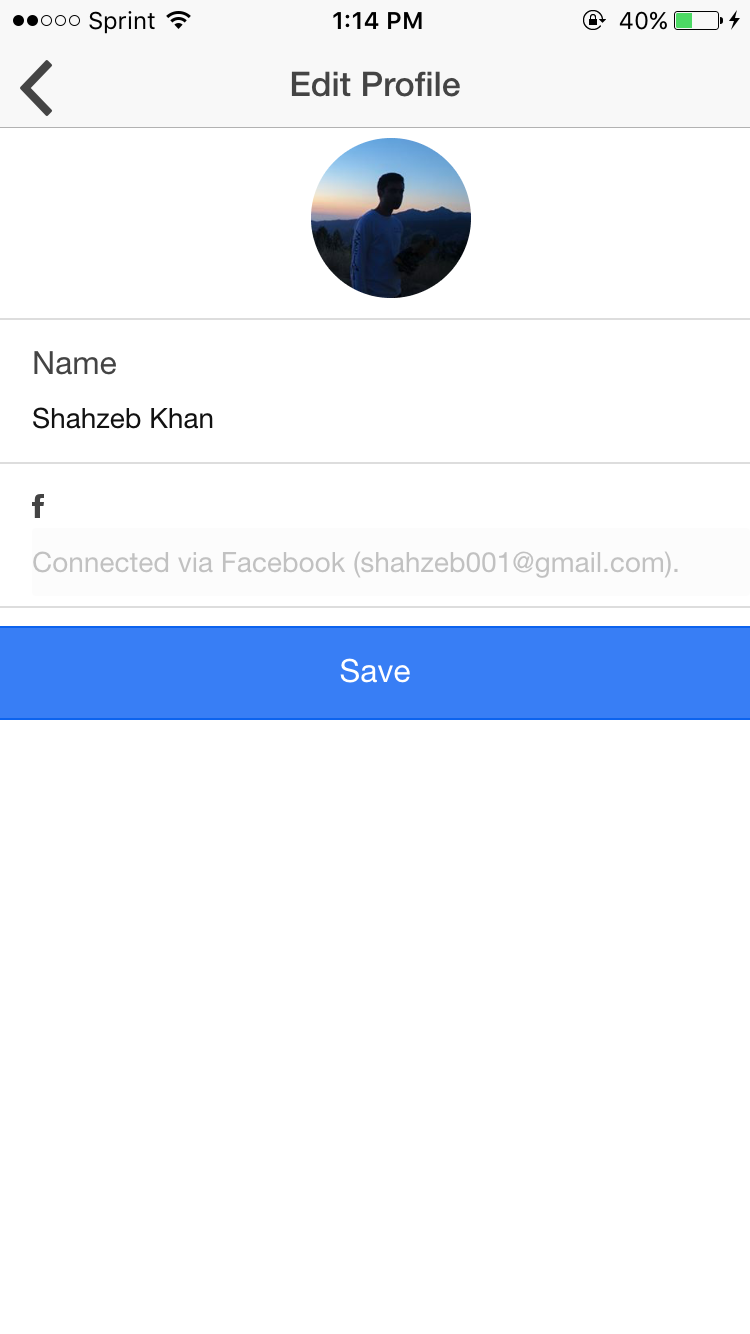 Sprint 1:14 PM 40%
Edit Profile
Name
Shahzeb Khan
f
Connected via Facebook (shahzeb001@gmail.com).
Save